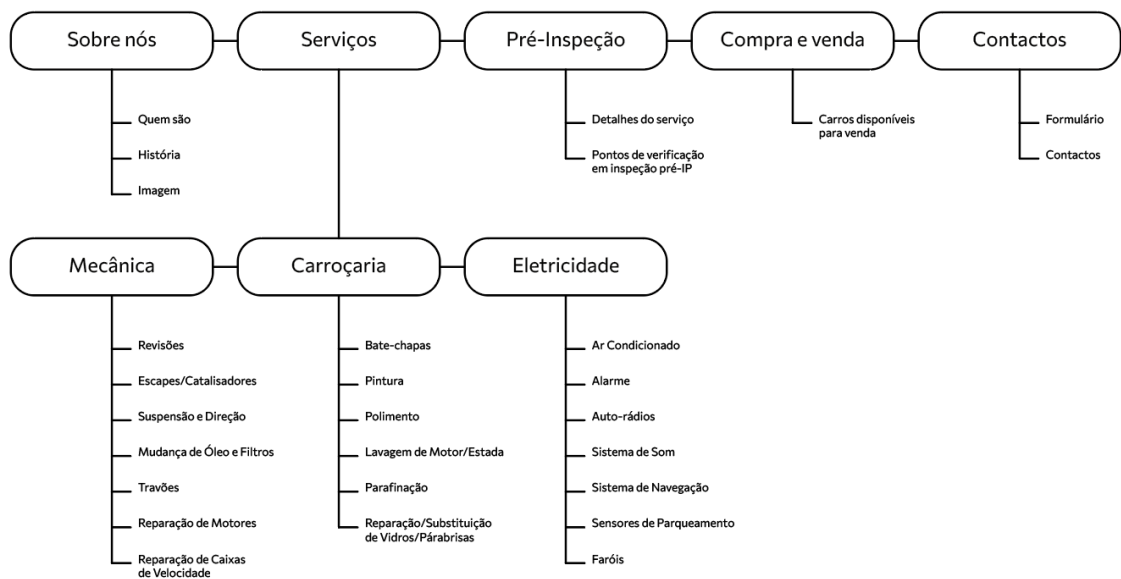 Sobre nós
Serviços
Pré-Inspeção
Compra e venda
Contactos
Quem são
História
Imagem
Detalhes do serviço
Pontos de verificação
em inspeção pré-IP
Carros disponíveis
para venda
Formulário
Contactos
Mecânica
Carroçaria
Eletricidade
Revisões
Escapes/Catalisadores
Suspensão e Direção
Mudança de Óleo e Filtros
Travões
Reparação de Motores
Reparação de Caixas
de Velocidade
Bate-chapas
Pintura
Polimento
Lavagem de Motor/Estada
Parafinação
Reparação/Substituição
de Vidros/Párabrisas
Ar Condicionado
Alarme
Auto-rádios
Sistema de Som
Sistema de Navegação
Sensores de Parqueamento
Faróis